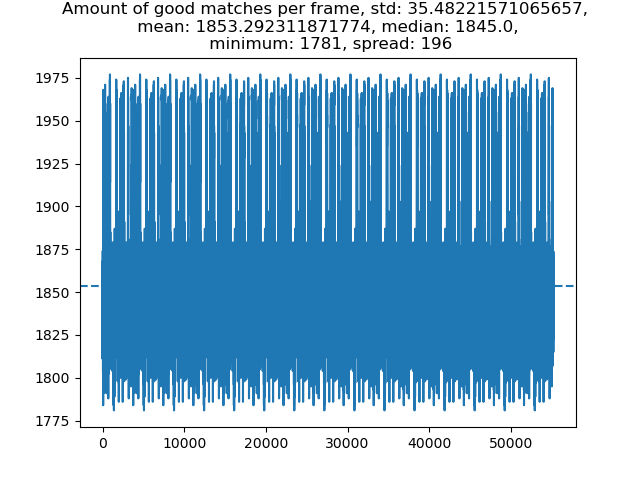 Amount of good matches per frame, std: 35.48221571065657,
mean: 1853.292311871774, median: 1845.0,
minimum: 1781, spread: 196
1975
1950
1925
1900
1875
1850
1825
1800
1775
0 10000 20000 30000 40000 50000